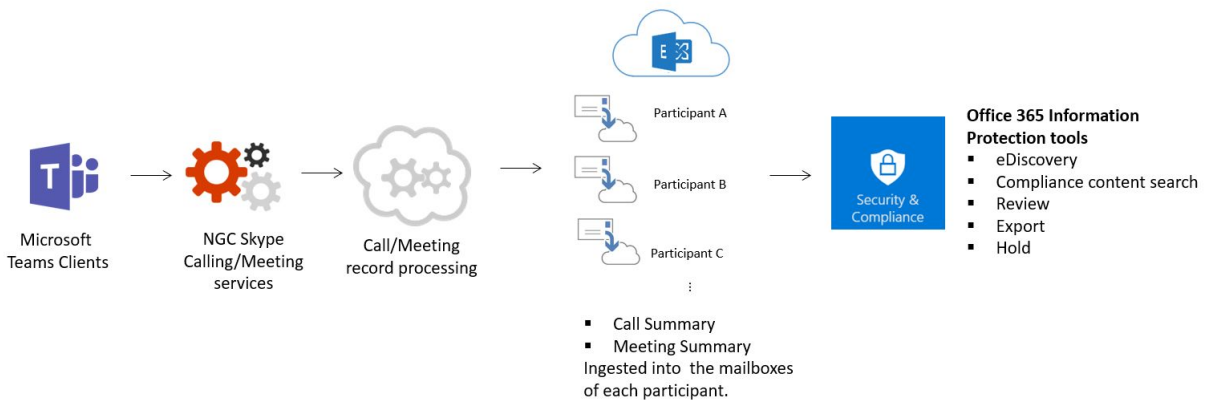 Microsoft
Teams Clients
T
NGC Skype
Calling/Meeting
services
Call/Meeting
record processing
E
Participant A
Participant B
Participant C
⋮
▪ Call Summary
▪ Meeting Summary
Ingested into the mailboxes
of each participant.
Security &
Compliance
Office 365 Information
Protection tools
▪ eDiscovery
▪ Compliance content search
▪ Review
▪ Export
▪ Hold